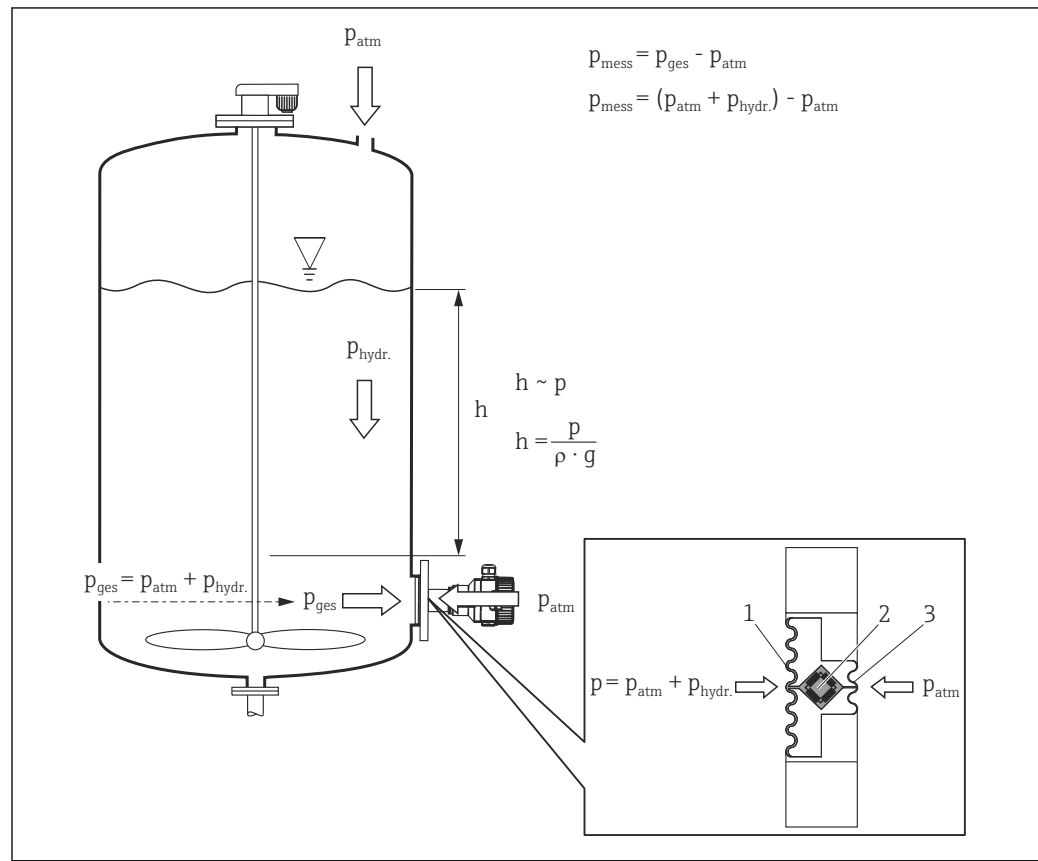 p_atm
p_mess = p_ges - p_atm
p_mess = (p_atm + p_hydr.) - p_atm
p_hydr.
h
h ~ p
h = p / ρ · g
p_ges = p_atm + p_hydr.
p_ges
p_atm
1
2
3
p = p_atm + p_hydr.
p_atm